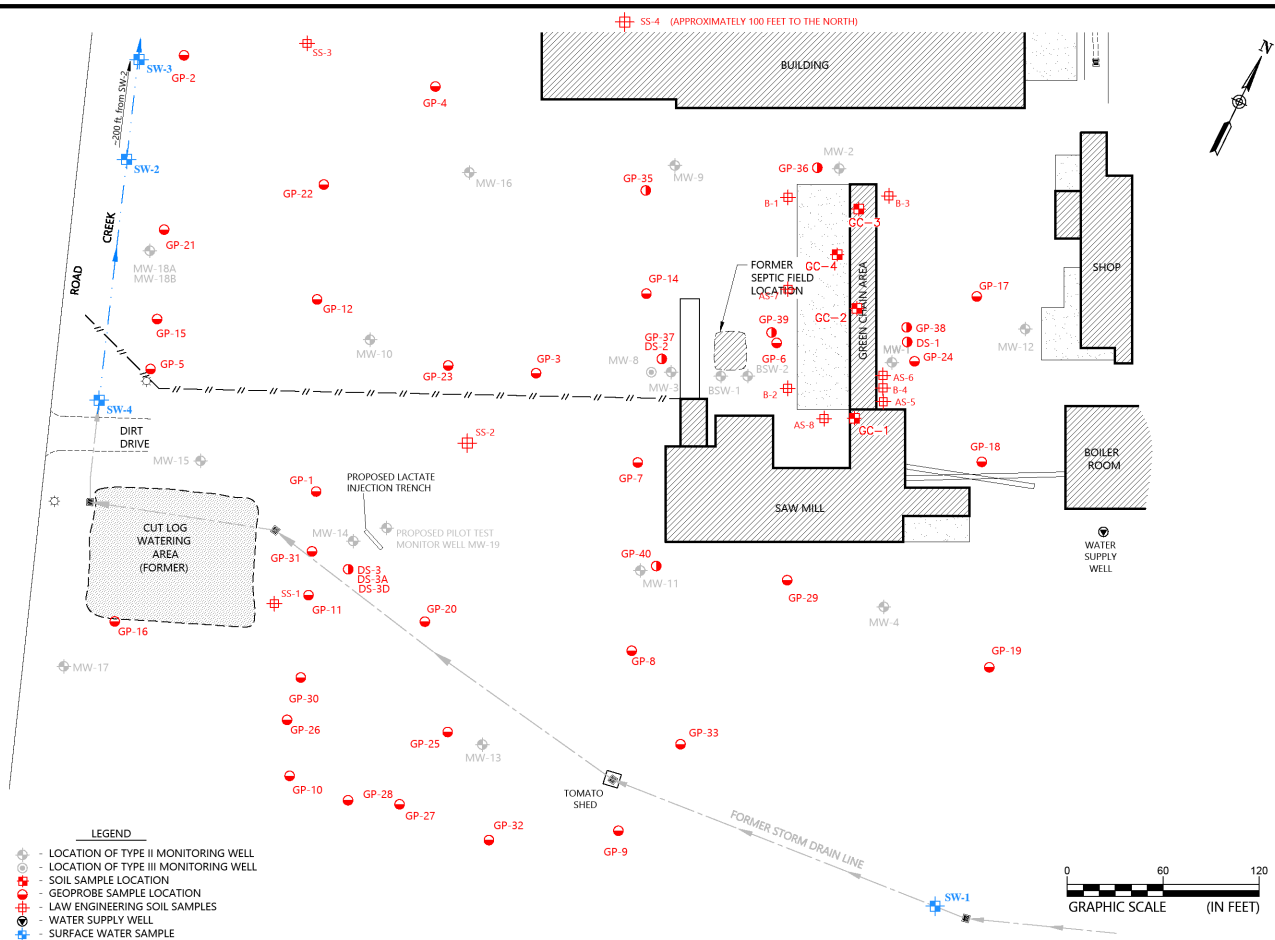 SS-4 (APPROXIMATELY 100 FEET TO THE NORTH)
N
SS-3
SW-3
GP-2
BUILDING
GP-4
~200 ft. from SW-2
SW-2
MW-16
GP-22
GP-35
MW-9
GP-36
MW-2
B-1
B-3
GC-3
CREEK
GP-21
MW-18A
MW-18B
ROAD
GC-4
FORMER
SEPTIC FIELD
LOCATION
SHOP
GP-14
AS-7
GP-17
GP-12
GREEN CHAIN AREA
GC-2
GP-15
GP-39
GP-38
DS-1
MW-12
MW-10
GP-37
DS-2
GP-6
MW-1
GP-24
GP-5
GP-23
GP-3
MW-8
MW-3
BSW-2
BSW-1
B-2
AS-6
B-4
AS-5
SW-4
AS-8
GC-1
DIRT
DRIVE
SS-2
MW-15
GP-7
GP-18
BOILER
ROOM
GP-1
PROPOSED LACTATE
INJECTION TRENCH
SAW MILL
CUT LOG
WATERING
AREA
(FORMER)
MW-14
PROPOSED PILOT TEST
MONITOR WELL MW-19
WATER
SUPPLY
WELL
GP-31
DS-3
DS-3A
DS-3D
GP-40
MW-11
GP-29
SS-1
GP-11
GP-20
MW-4
GP-16
MW-17
GP-8
GP-19
GP-30
GP-26
GP-25
MW-13
GP-33
GP-10
GP-28
GP-27
TOMATO
SHED
GP-32
GP-9
FORMER STORM DRAIN LINE
SW-1
LEGEND
- LOCATION OF TYPE II MONITORING WELL
- LOCATION OF TYPE III MONITORING WELL
- SOIL SAMPLE LOCATION
- GEOPROBE SAMPLE LOCATION
- LAW ENGINEERING SOIL SAMPLES
- WATER SUPPLY WELL
- SURFACE WATER SAMPLE
0 60 120
GRAPHIC SCALE (IN FEET)